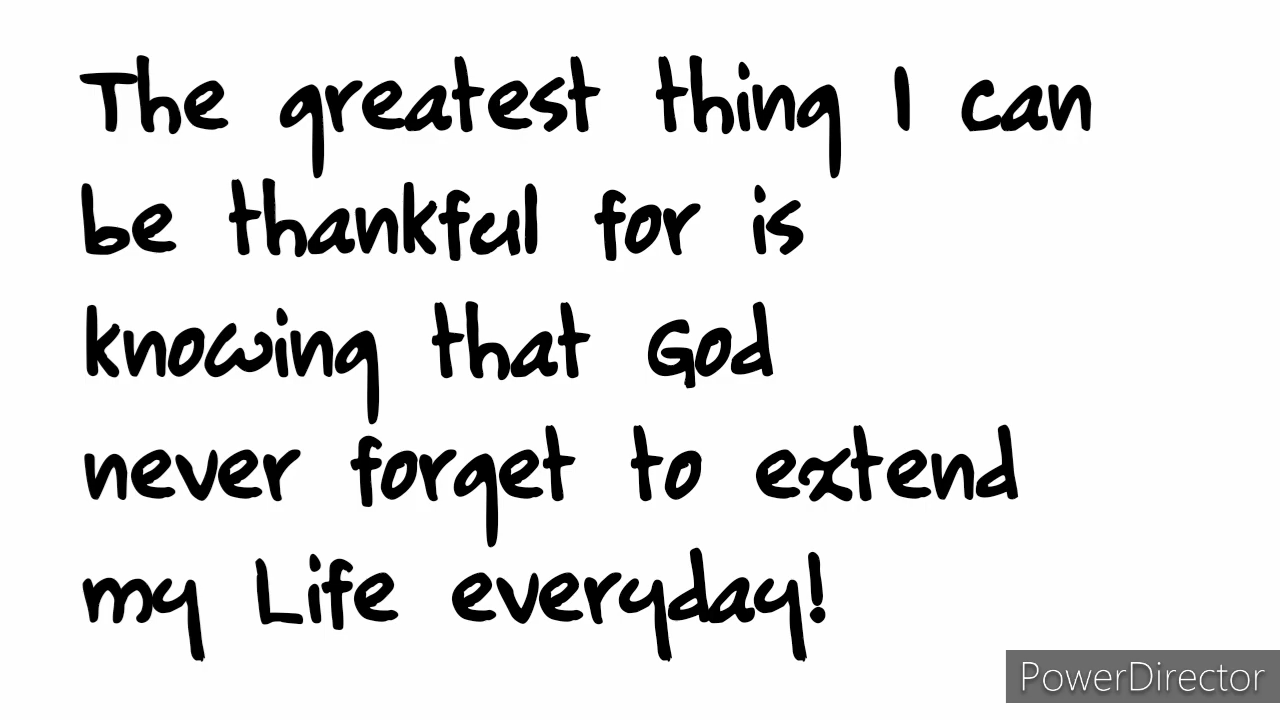 The greatest thing I can
be thankful for is
knowing that God
never forget to extend
my Life everyday!
PowerDirector